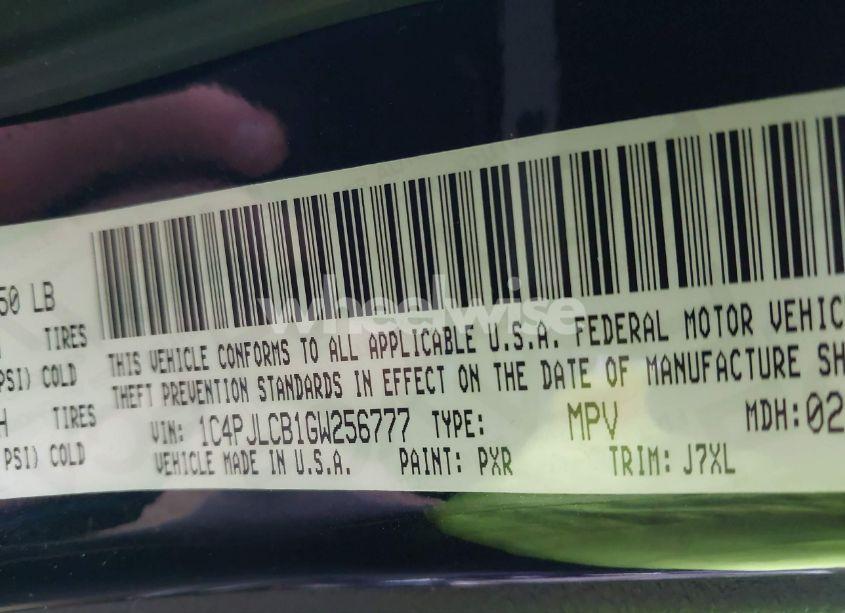 50 LB
TIRES
PSI) COLD
H TIRES
PSI) COLD
wheelwise
THIS VEHICLE CONFORMS TO ALL APPLICABLE U.S.A. FEDERAL MOTOR VEHIC
THEFT PREVENTION STANDARDS IN EFFECT ON THE DATE OF MANUFACTURE SH
VIN: 1C4PJLCB1GW256777 TYPE: MPV MDH:02
VEHICLE MADE IN U.S.A. PAINT: PXR TRIM: J7XL